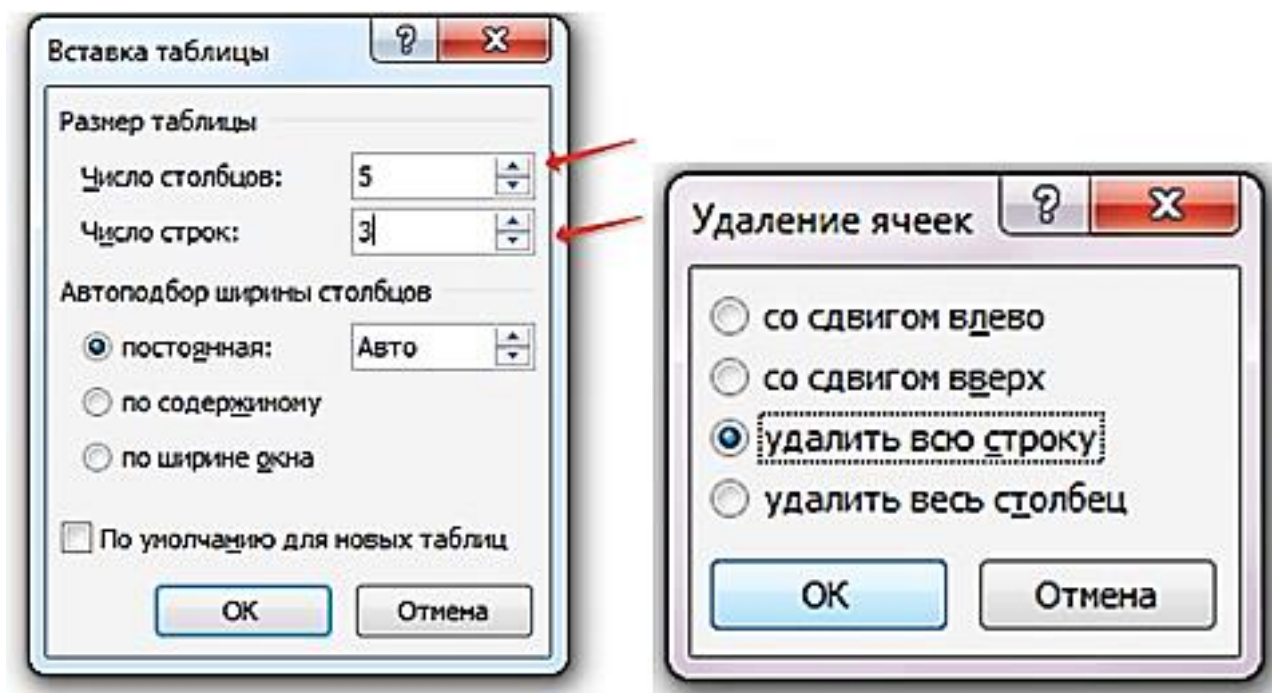 Вставка таблицы
?
Размер таблицы
Число столбцов: 5
Число строк: 3
Автоподбор ширины столбцов
постоянная: Авто
по содержимому
по ширине окна
По умолчанию для новых таблиц
ОК Отмена
Удаление ячеек
?
со сдвигом влево
со сдвигом вверх
удалить всю строку
удалить весь столбец
ОК Отмена